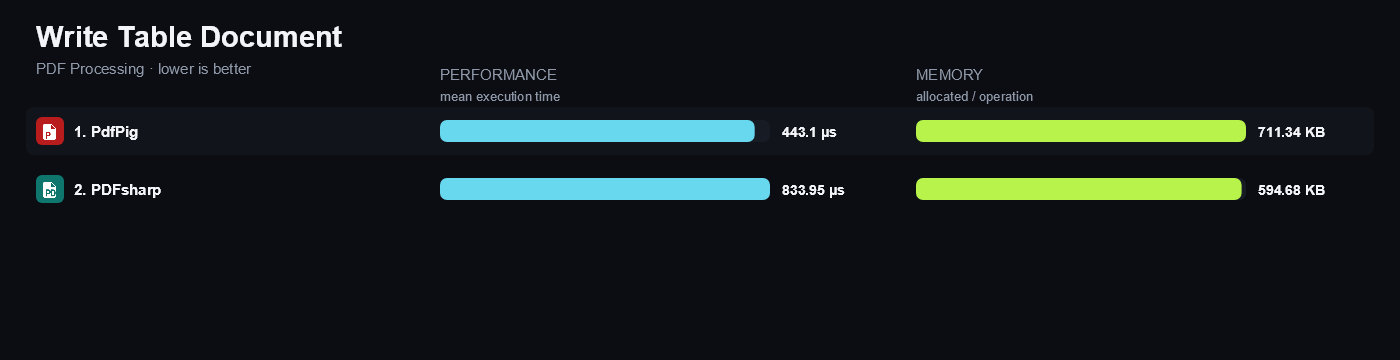 Write Table Document
PDF Processing · lower is better
PERFORMANCE
mean execution time
MEMORY
allocated / operation
P
1. PdfPig
443.1 µs
711.34 KB
PD
2. PDFsharp
833.95 µs
594.68 KB